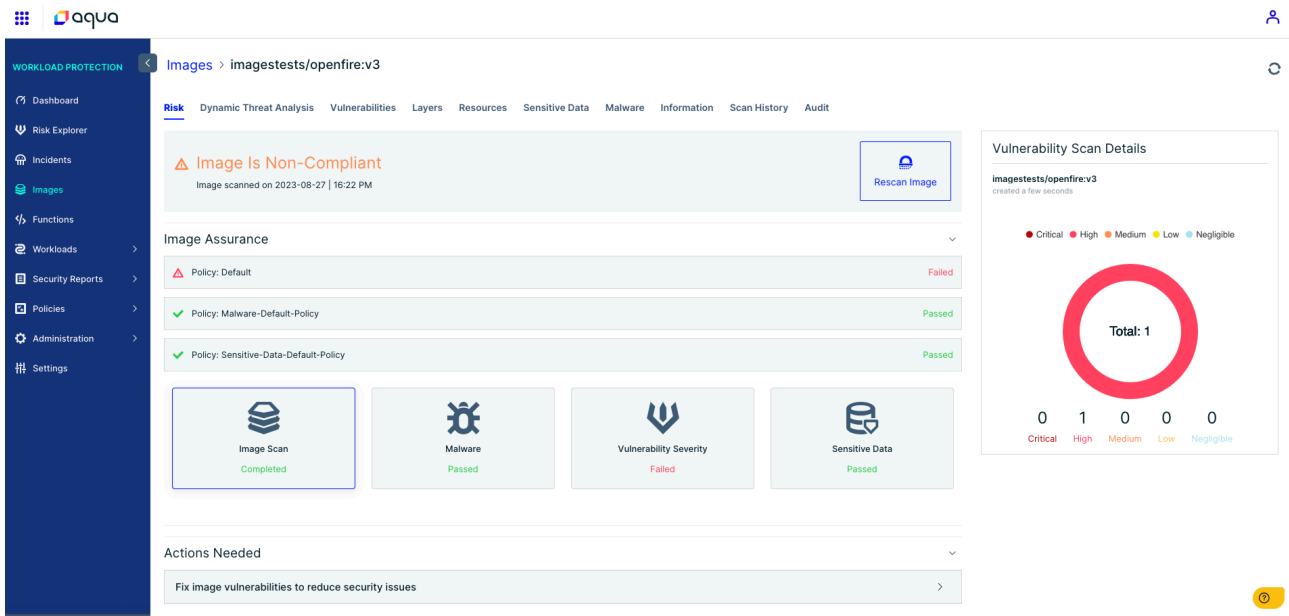 aqua
WORKLOAD PROTECTION
Dashboard
Risk Explorer
Incidents
Images
Functions
Workloads
Security Reports
Policies
Administration
Settings
Images > imagestests/openfire:v3
Risk Dynamic Threat Analysis Vulnerabilities Layers Resources Sensitive Data Malware Information Scan History Audit
Image Is Non-Compliant
Image scanned on 2023-08-27 | 16:22 PM
Rescan Image
Image Assurance
Policy: Default Failed
Policy: Malware-Default-Policy Passed
Policy: Sensitive-Data-Default-Policy Passed
Image Scan
Completed
Malware
Passed
Vulnerability Severity
Failed
Sensitive Data
Passed
Actions Needed
Fix image vulnerabilities to reduce security issues
Vulnerability Scan Details
imagestests/openfire:v3
created a few seconds
Critical High Medium Low Negligible
Total: 1
0 1 0 0 0
Critical High Medium Low Negligible